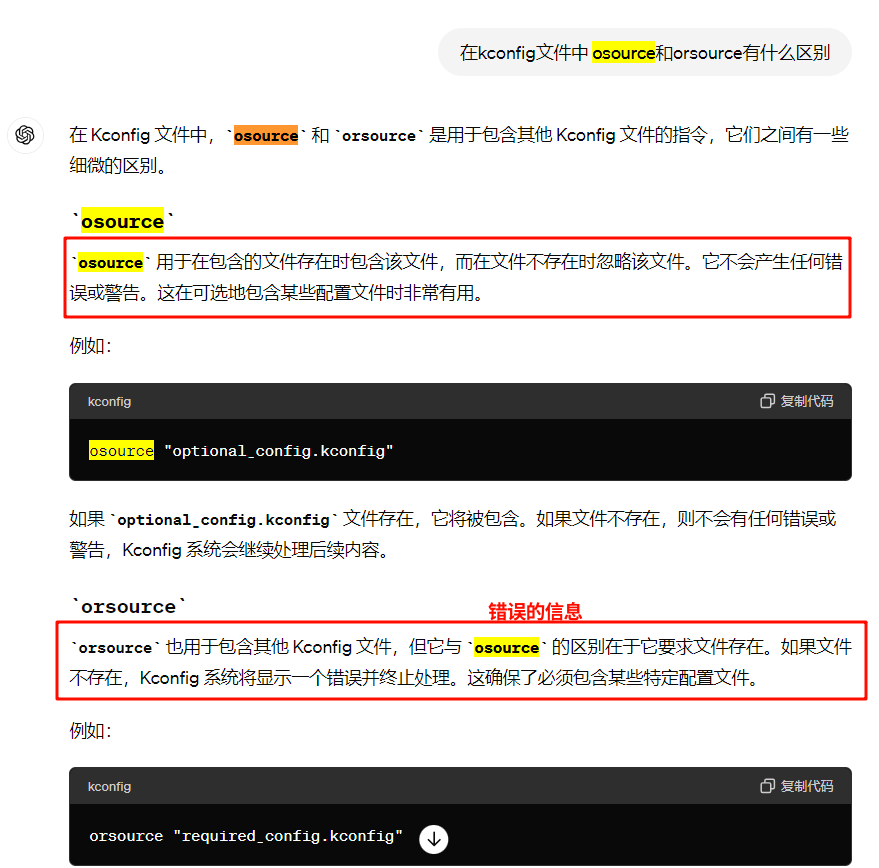 在kconfig文件中 osource和orsource有什么区别
在 Kconfig 文件中，`osource` 和 `orsource` 是用于包含其他 Kconfig 文件的指令，它们之间有一些
细微的区别。
`osource`
`osource` 用于在包含的文件存在时包含该文件，而在文件不存在时忽略该文件。它不会产生任何错
误或警告。这在可选地包含某些配置文件时非常有用。
例如：
kconfig 复制代码
osource "optional_config.kconfig"
如果 `optional_config.kconfig` 文件存在，它将被包含。如果文件不存在，则不会有任何错误或
警告，Kconfig 系统会继续处理后续内容。
`orsource`
错误的信息
`orsource` 也用于包含其他 Kconfig 文件，但它与 `osource` 的区别在于它要求文件存在。如果文件
不存在，Kconfig 系统将显示一个错误并终止处理。这确保了必须包含某些特定配置文件。
例如：
kconfig 复制代码
orsource "required_config.kconfig"